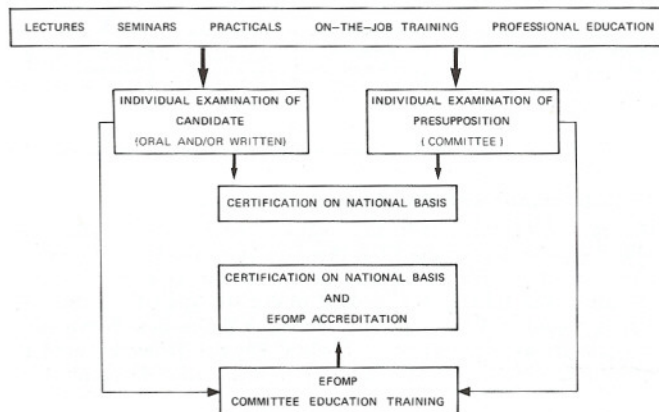 LECTURES SEMINARS PRACTICALS ON-THE-JOB TRAINING PROFESSIONAL EDUCATION
INDIVIDUAL EXAMINATION OF
CANDIDATE
(ORAL AND/OR WRITTEN)
INDIVIDUAL EXAMINATION OF
PRESUPPOSITION
(COMMITTEE)
CERTIFICATION ON NATIONAL BASIS
CERTIFICATION ON NATIONAL BASIS
AND
EFOMP ACCREDITATION
EFOMP
COMMITTEE EDUCATION TRAINING